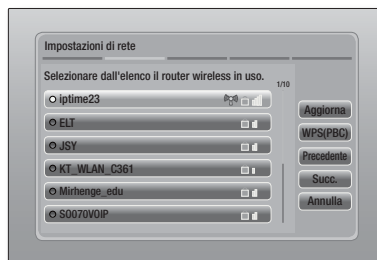 Impostazioni di rete
Selezionare dall'elenco il router wireless in uso.
1/10
iptime23
ELT
JSY
KT_WLAN_C361
Mirhenge_edu
SO070VOIP
Aggiorna
WPS(PBC)
Precedente
Succ.
Annulla